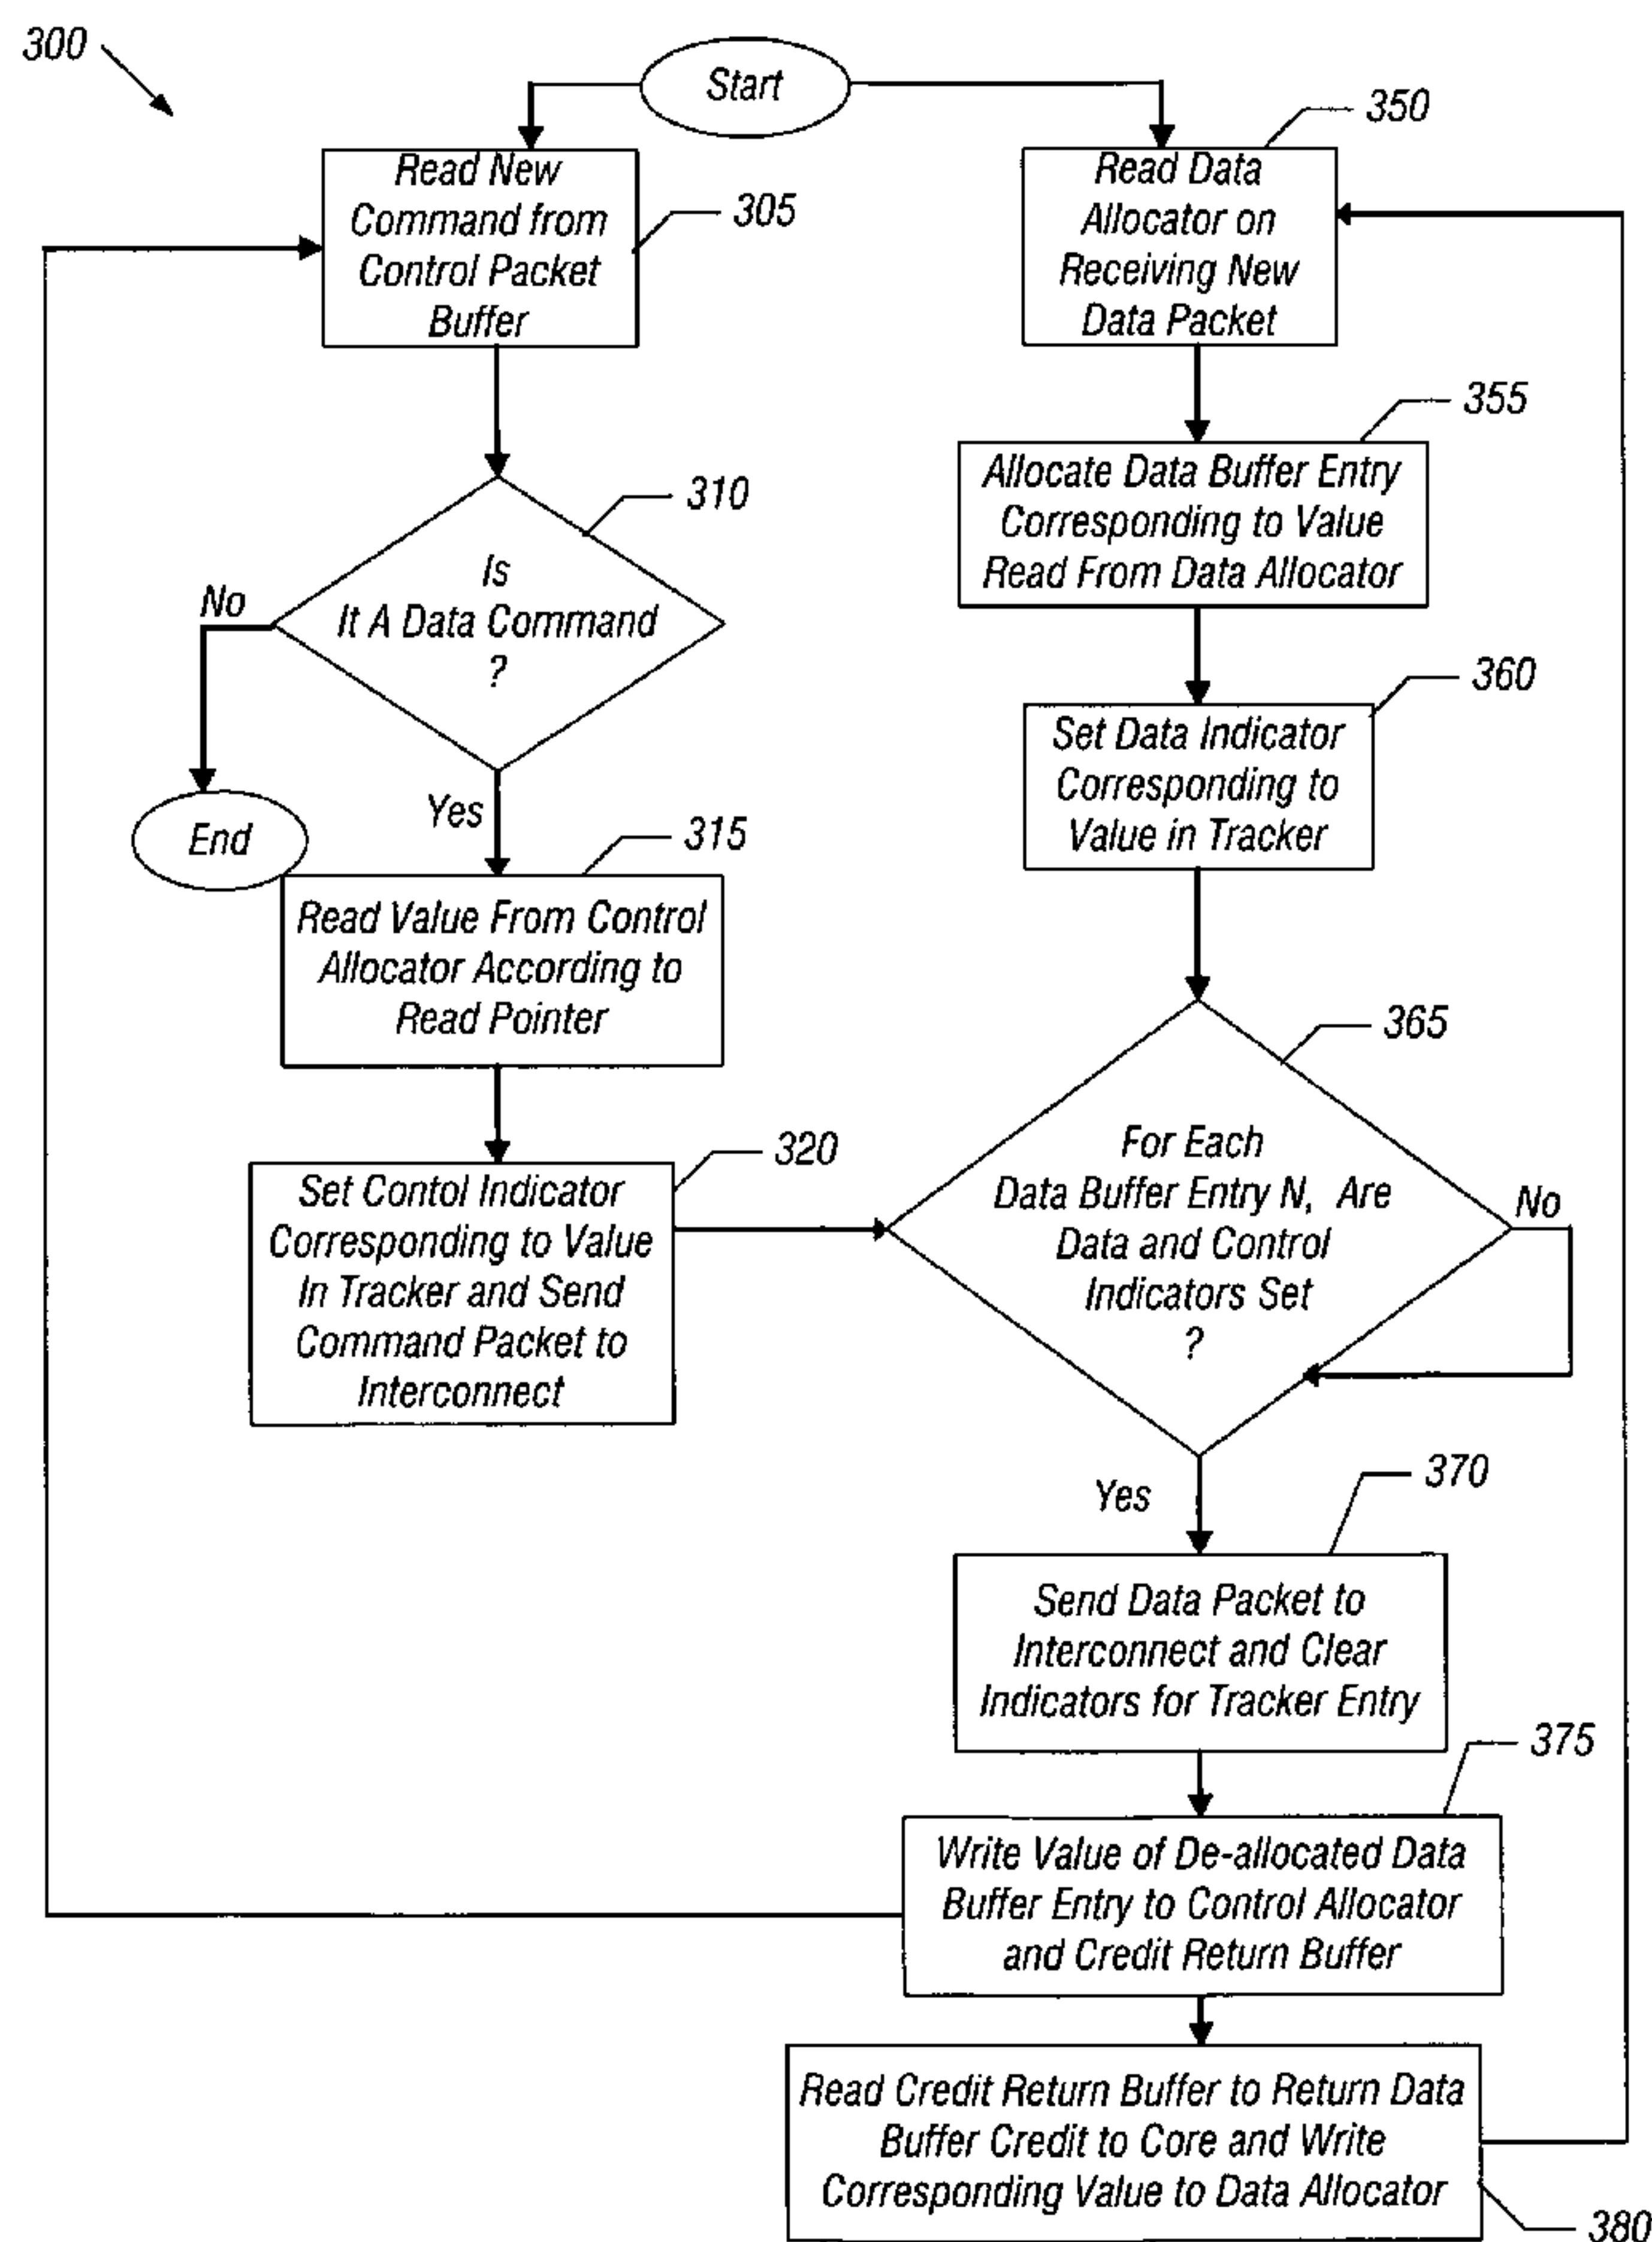 300
Start
350
Read New
Command from
Control Packet
Buffer
305
Read Data
Allocator on
Receiving New
Data Packet
355
Allocate Data Buffer Entry
Corresponding to Value
Read From Data Allocator
310
Is
It A Data Command
?
No
Yes
End
360
Set Data Indicator
Corresponding to
Value in Tracker
315
Read Value From Control
Allocator According to
Read Pointer
320
Set Contol Indicator
Corresponding to Value
In Tracker and Send
Command Packet to
Interconnect
365
For Each
Data Buffer Entry N, Are
Data and Control
Indicators Set
?
No
Yes
370
Send Data Packet to
Interconnect and Clear
Indicators for Tracker Entry
375
Write Value of De-allocated Data
Buffer Entry to Control Allocator
and Credit Return Buffer
Read Credit Return Buffer to Return Data
Buffer Credit to Core and Write
Corresponding Value to Data Allocator
380